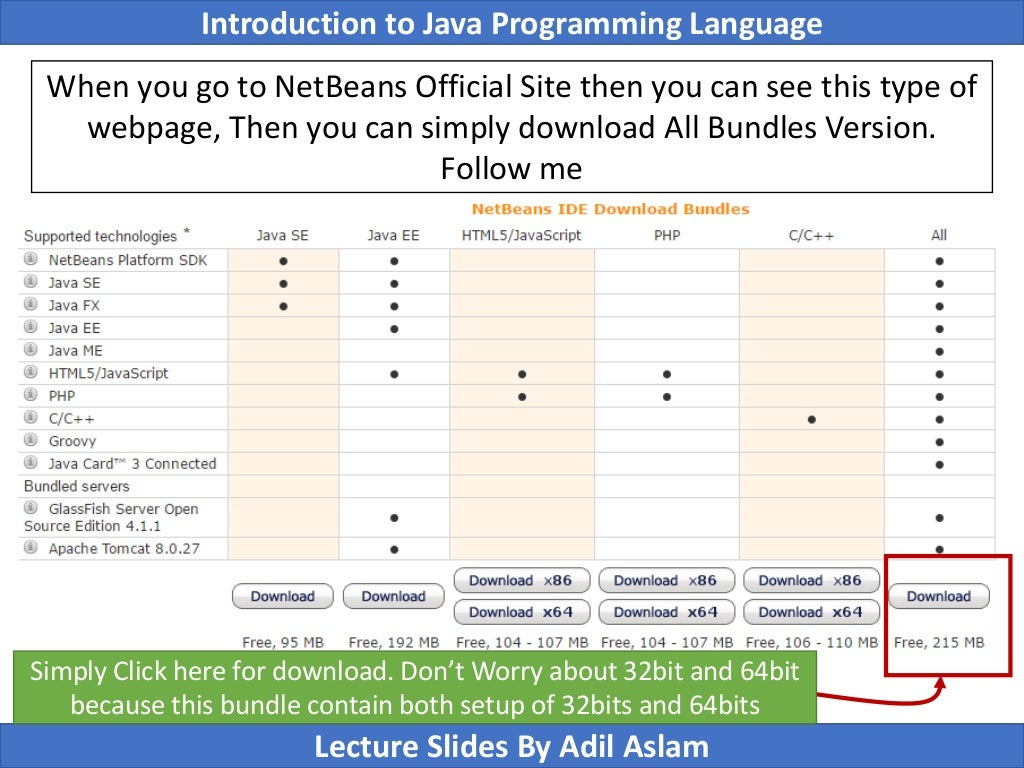 Introduction to Java Programming Language
When you go to NetBeans Official Site then you can see this type of
webpage, Then you can simply download All Bundles Version.
Follow me
NetBeans IDE Download Bundles
Supported technologies * Java SE Java EE HTML5/JavaScript PHP C/C++ All
NetBeans Platform SDK • • •
Java SE • • •
Java FX • • •
Java EE • •
Java ME •
HTML5/JavaScript • • • •
PHP • • •
C/C++ • •
Groovy •
Java Card™ 3 Connected •
Bundled servers
GlassFish Server Open
Source Edition 4.1.1 • •
Apache Tomcat 8.0.27 • •
Download Download Download x86 Download x86 Download x86 Download
Download x64 Download x64 Download x64
Free, 95 MB Free, 192 MB Free, 104 - 107 MB Free, 104 - 107 MB Free, 106 - 110 MB Free, 215 MB
Simply Click here for download. Don’t Worry about 32bit and 64bit
because this bundle contain both setup of 32bits and 64bits
Lecture Slides By Adil Aslam